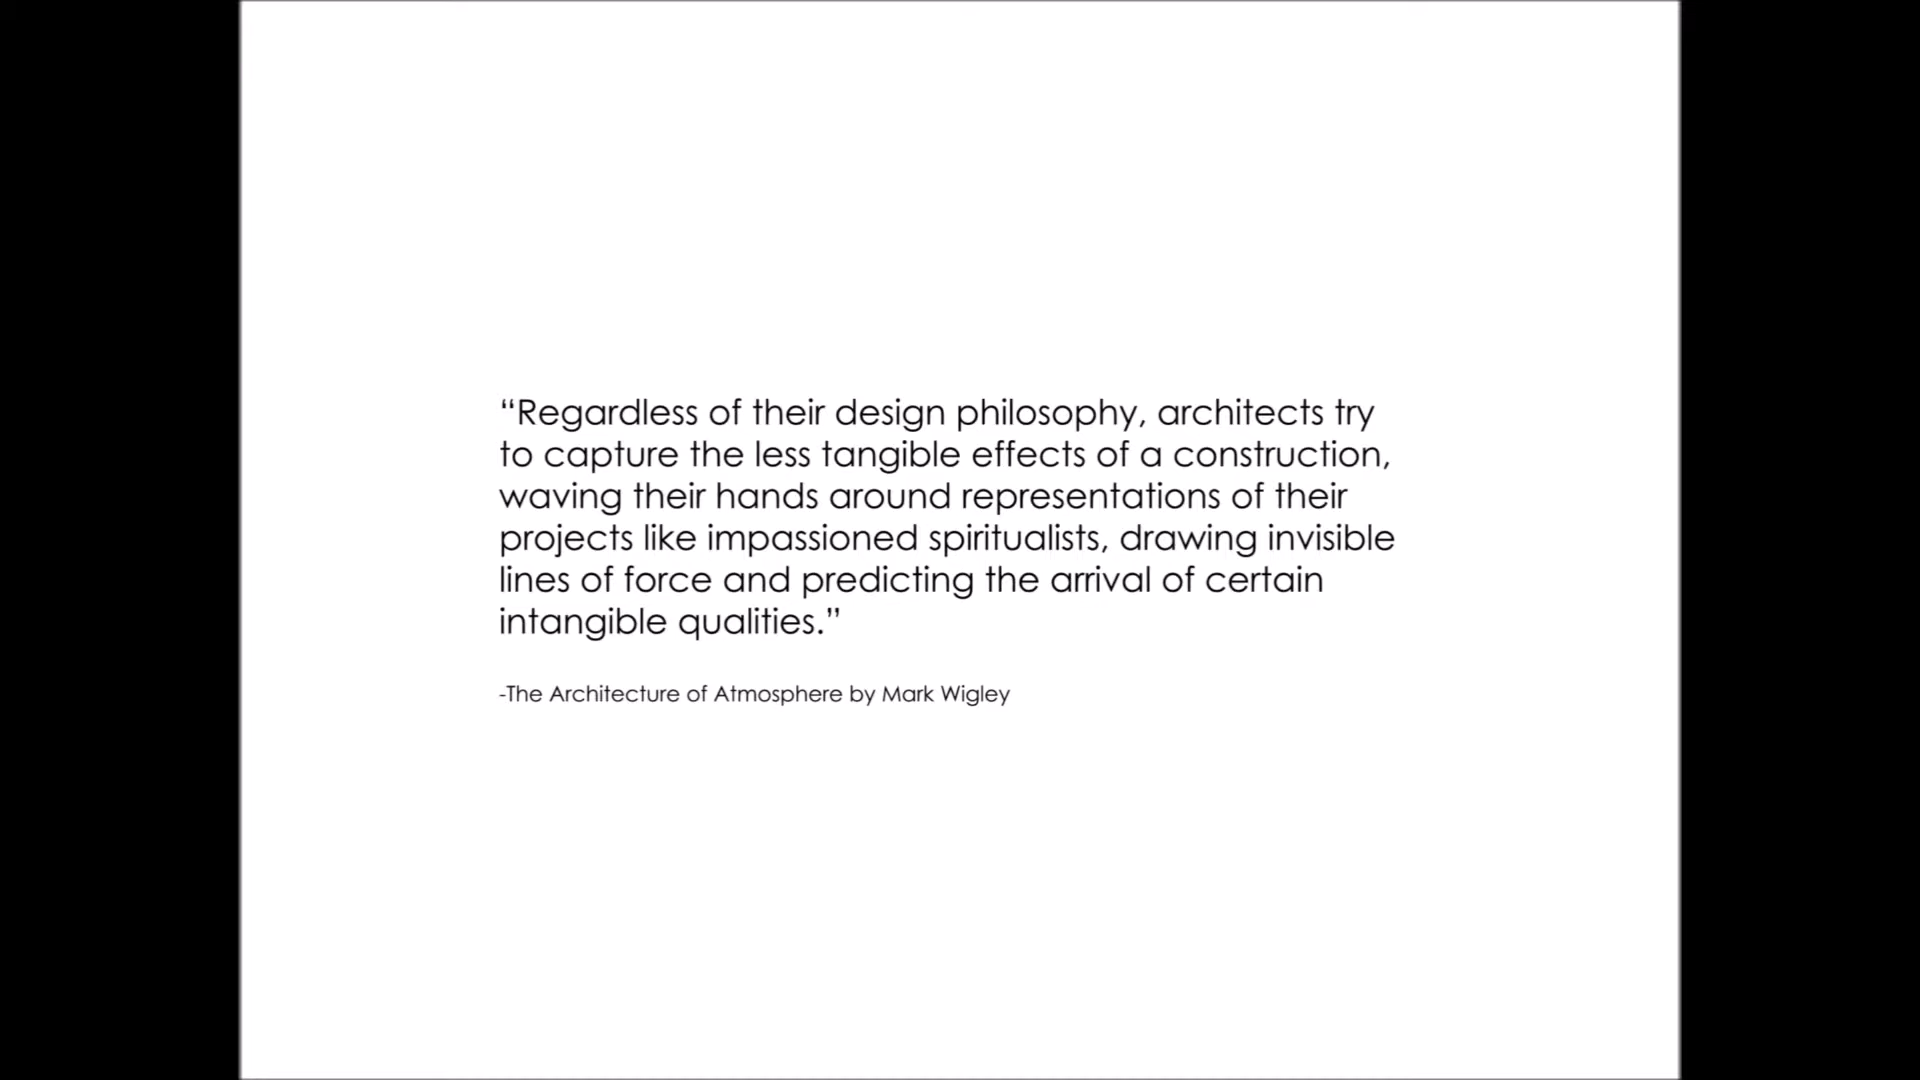 “Regardless of their design philosophy, architects try
to capture the less tangible effects of a construction,
waving their hands around representations of their
projects like impassioned spiritualists, drawing invisible
lines of force and predicting the arrival of certain
intangible qualities.”
-The Architecture of Atmosphere by Mark Wigley